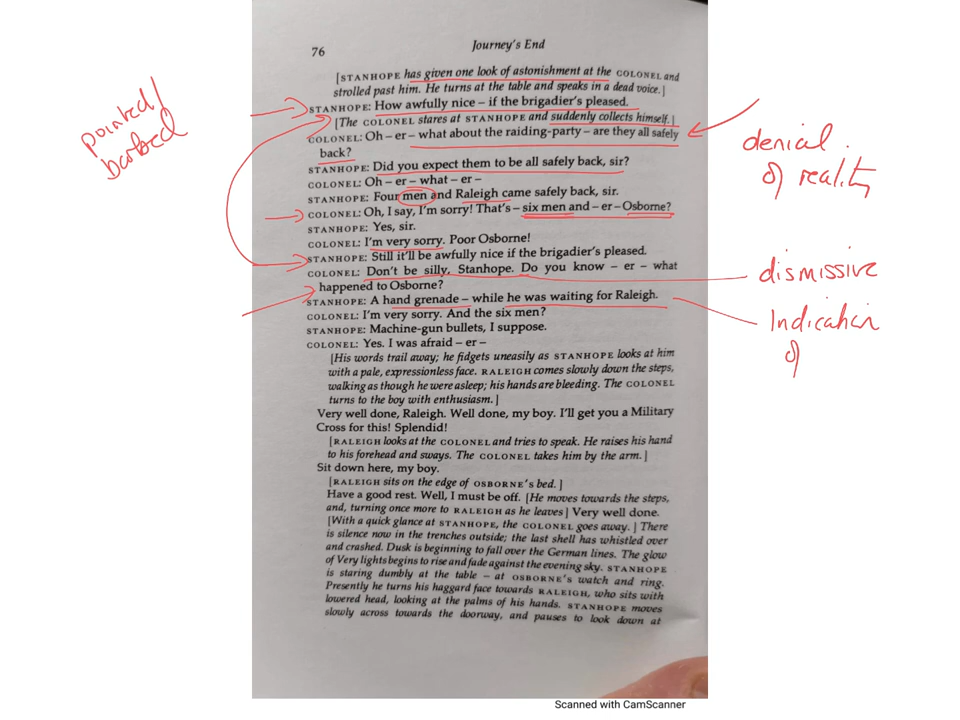 76
Journey's End
[STANHOPE has given one look of astonishment at the COLONEL and
strolled past him. He turns at the table and speaks in a dead voice.]
STANHOPE: How awfully nice – if the brigadier's pleased.
[The COLONEL stares at STANHOPE and suddenly collects himself.]
COLONEL: Oh – er – what about the raiding-party – are they all safely
back?
STANHOPE: Did you expect them to be all safely back, sir?
COLONEL: Oh – er – what – er –
STANHOPE: Four men and Raleigh came safely back, sir.
COLONEL: Oh, I say, I'm sorry! That's – six men and – er – Osborne?
STANHOPE: Yes, sir.
COLONEL: I'm very sorry. Poor Osborne!
STANHOPE: Still it'll be awfully nice if the brigadier's pleased.
COLONEL: Don't be silly, Stanhope. Do you know – er – what
happened to Osborne?
STANHOPE: A hand grenade – while he was waiting for Raleigh.
COLONEL: I'm very sorry. And the six men?
STANHOPE: Machine-gun bullets, I suppose.
COLONEL: Yes. I was afraid – er –
[His words trail away; he fidgets uneasily as STANHOPE looks at him
with a pale, expressionless face. RALEIGH comes slowly down the steps,
walking as though he were asleep; his hands are bleeding. The COLONEL
turns to the boy with enthusiasm.]
Very well done, Raleigh. Well done, my boy. I'll get you a Military
Cross for this! Splendid!
[RALEIGH looks at the COLONEL and tries to speak. He raises his hand
to his forehead and sways. The COLONEL takes him by the arm.]
Sit down here, my boy.
[RALEIGH sits on the edge of OSBORNE'S bed.]
Have a good rest. Well, I must be off. [He moves towards the steps,
and, turning once more to RALEIGH as he leaves] Very well done.
[With a quick glance at STANHOPE, the COLONEL goes away.] There
is silence now in the trenches outside; the last shell has whistled over
and crashed. Dusk is beginning to fall over the German lines. The glow
of Very lights begins to rise and fade against the evening sky. STANHOPE
is staring dumbly at the table – at OSBORNE'S watch and ring.
Presently he turns his haggard face towards RALEIGH, who sits with
lowered head, looking at the palms of his hands. STANHOPE moves
slowly across towards the doorway, and pauses to look down at
pointed/
barbed
denial
of reality
dismissive
Indication
of
Scanned with CamScanner